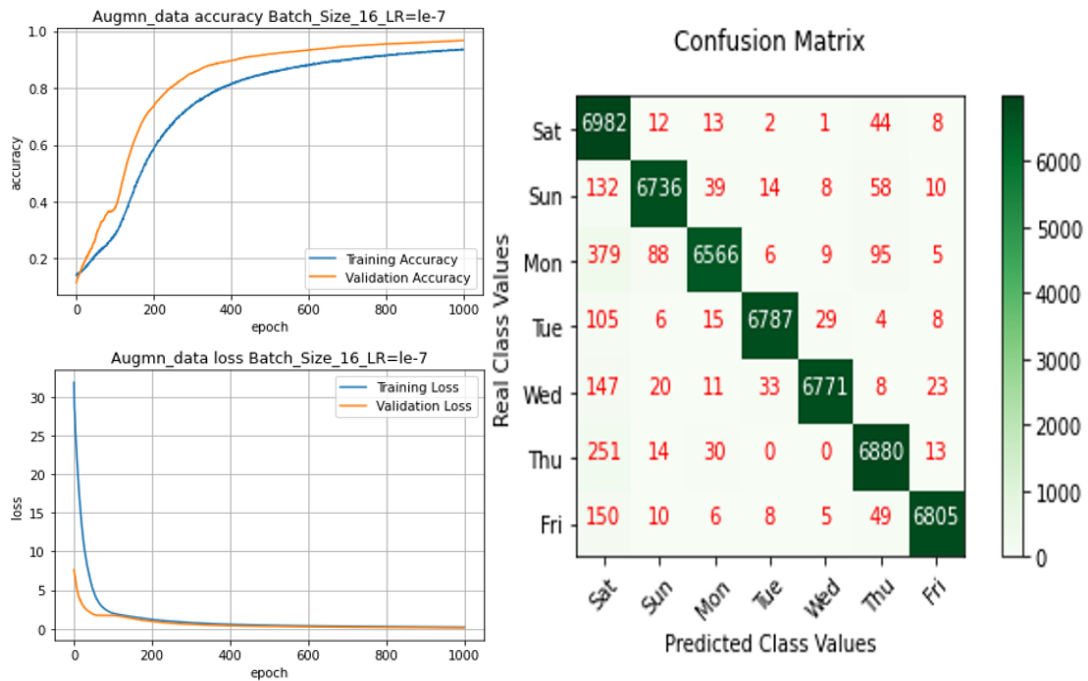 Augmn_data accuracy Batch_Size_16_LR=le-7
1.0
0.8
0.6
0.4
0.2
accuracy
Training Accuracy
Validation Accuracy
0 200 400 600 800 1000
epoch
Augmn_data loss Batch_Size_16_LR=le-7
30
25
20
15
10
5
0
loss
Training Loss
Validation Loss
0 200 400 600 800 1000
epoch
Confusion Matrix
Real Class Values
Sat 6982 12 13 2 1 44 8
Sun 132 6736 39 14 8 58 10
Mon 379 88 6566 6 9 95 5
Tue 105 6 15 6787 29 4 8
Wed 147 20 11 33 6771 8 23
Thu 251 14 30 0 0 6880 13
Fri 150 10 6 8 5 49 6805
Sat Sun Mon Tue Wed Thu Fri
Predicted Class Values
6000
5000
4000
3000
2000
1000
0